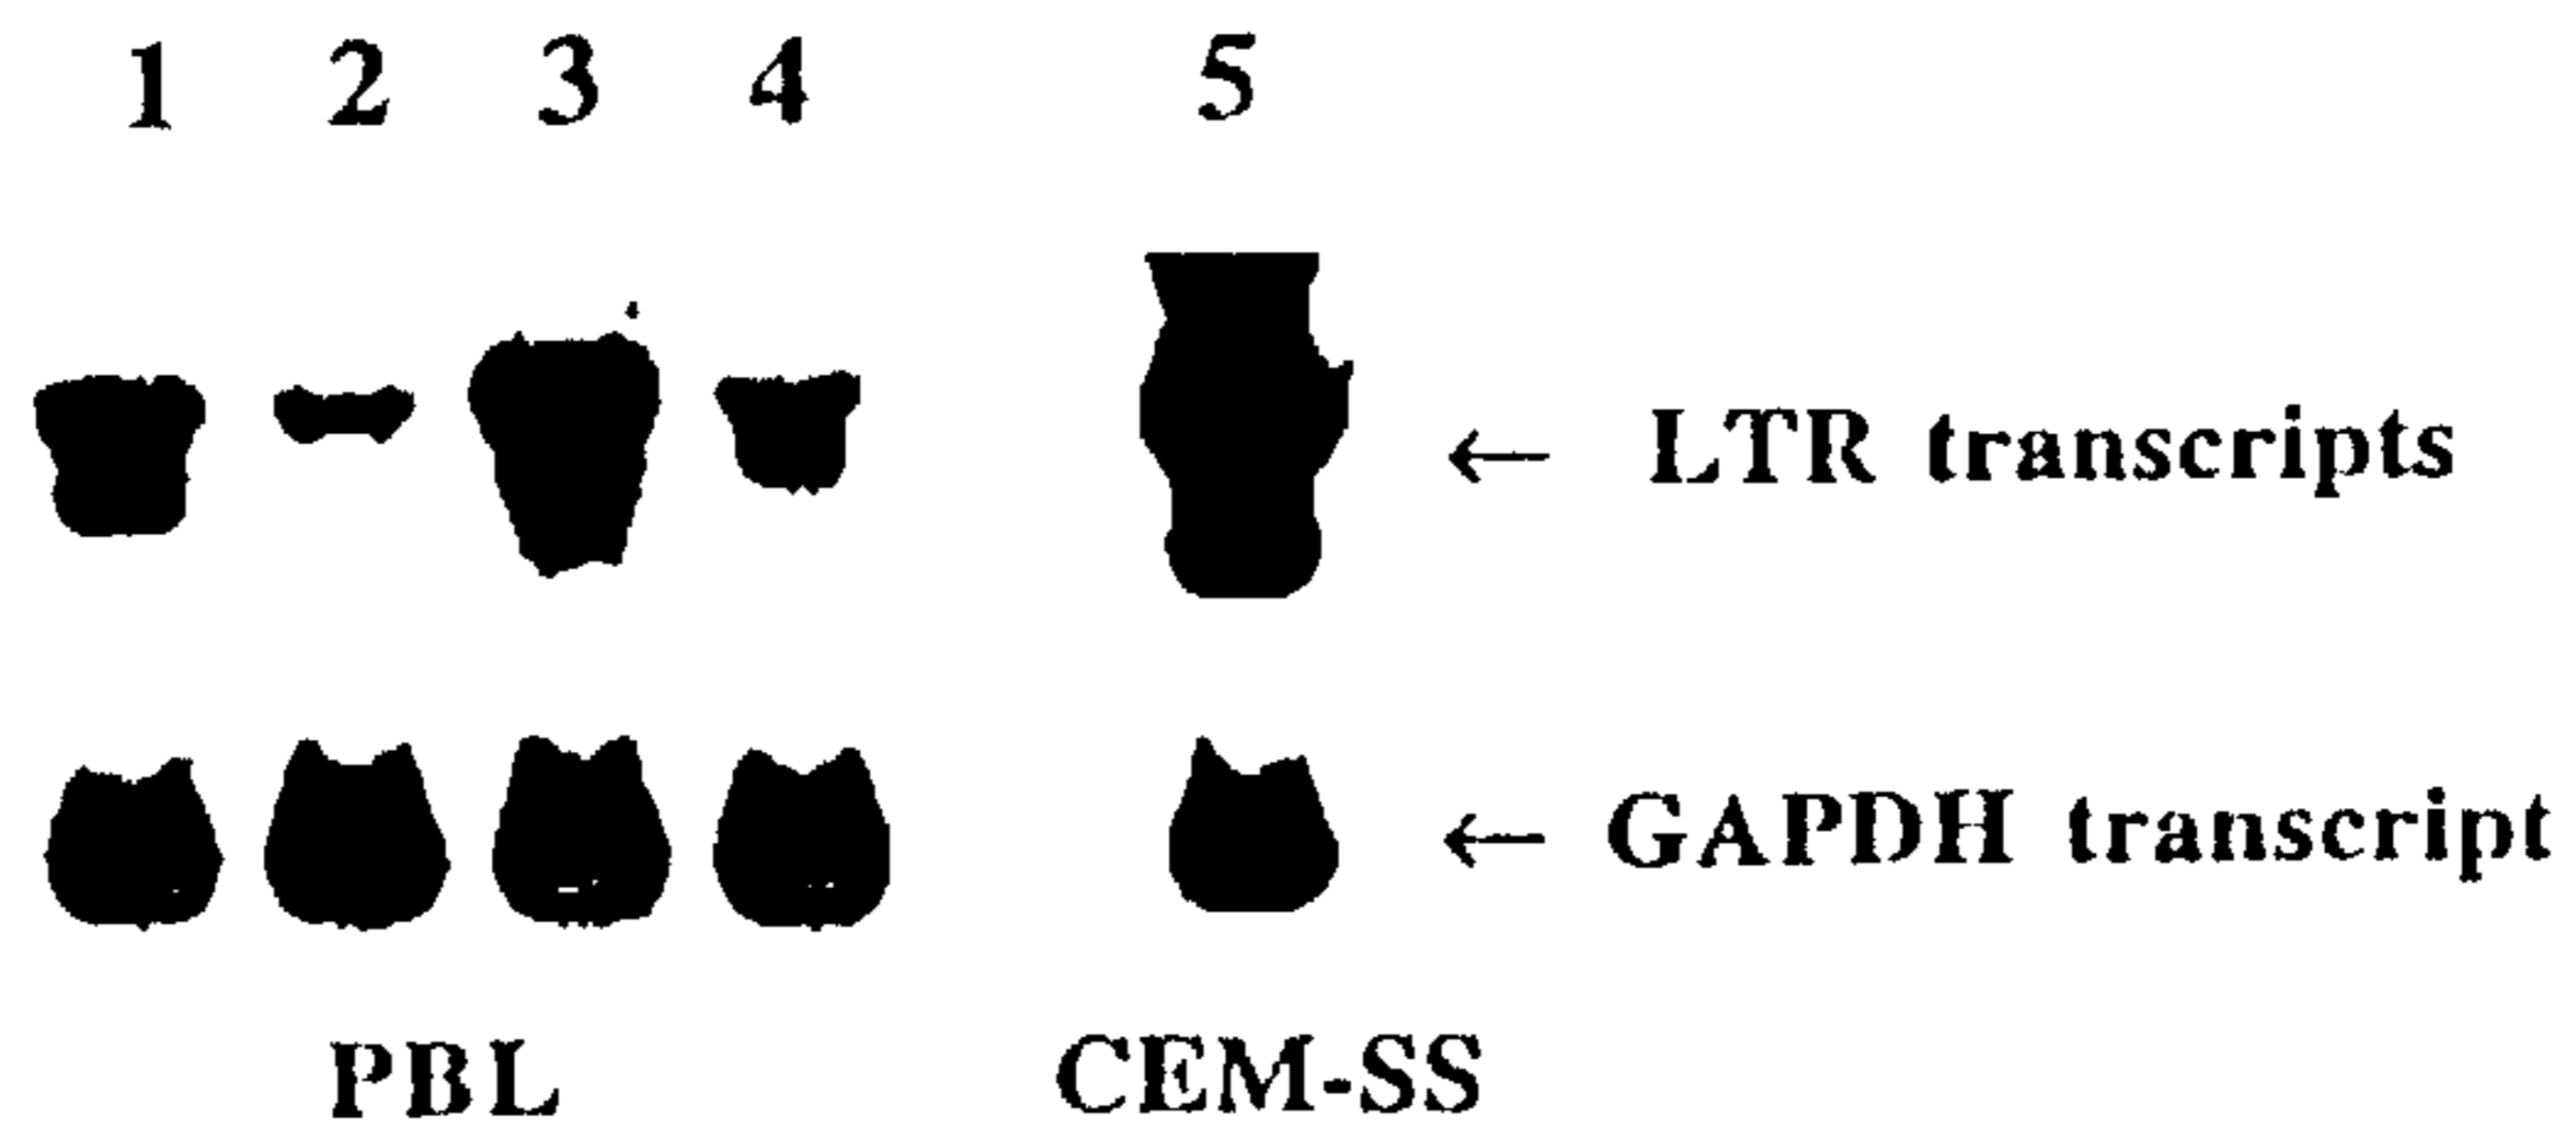 1 2 3 4 5
← LTR transcripts
← GAPDH transcript
PBL CEM-SS